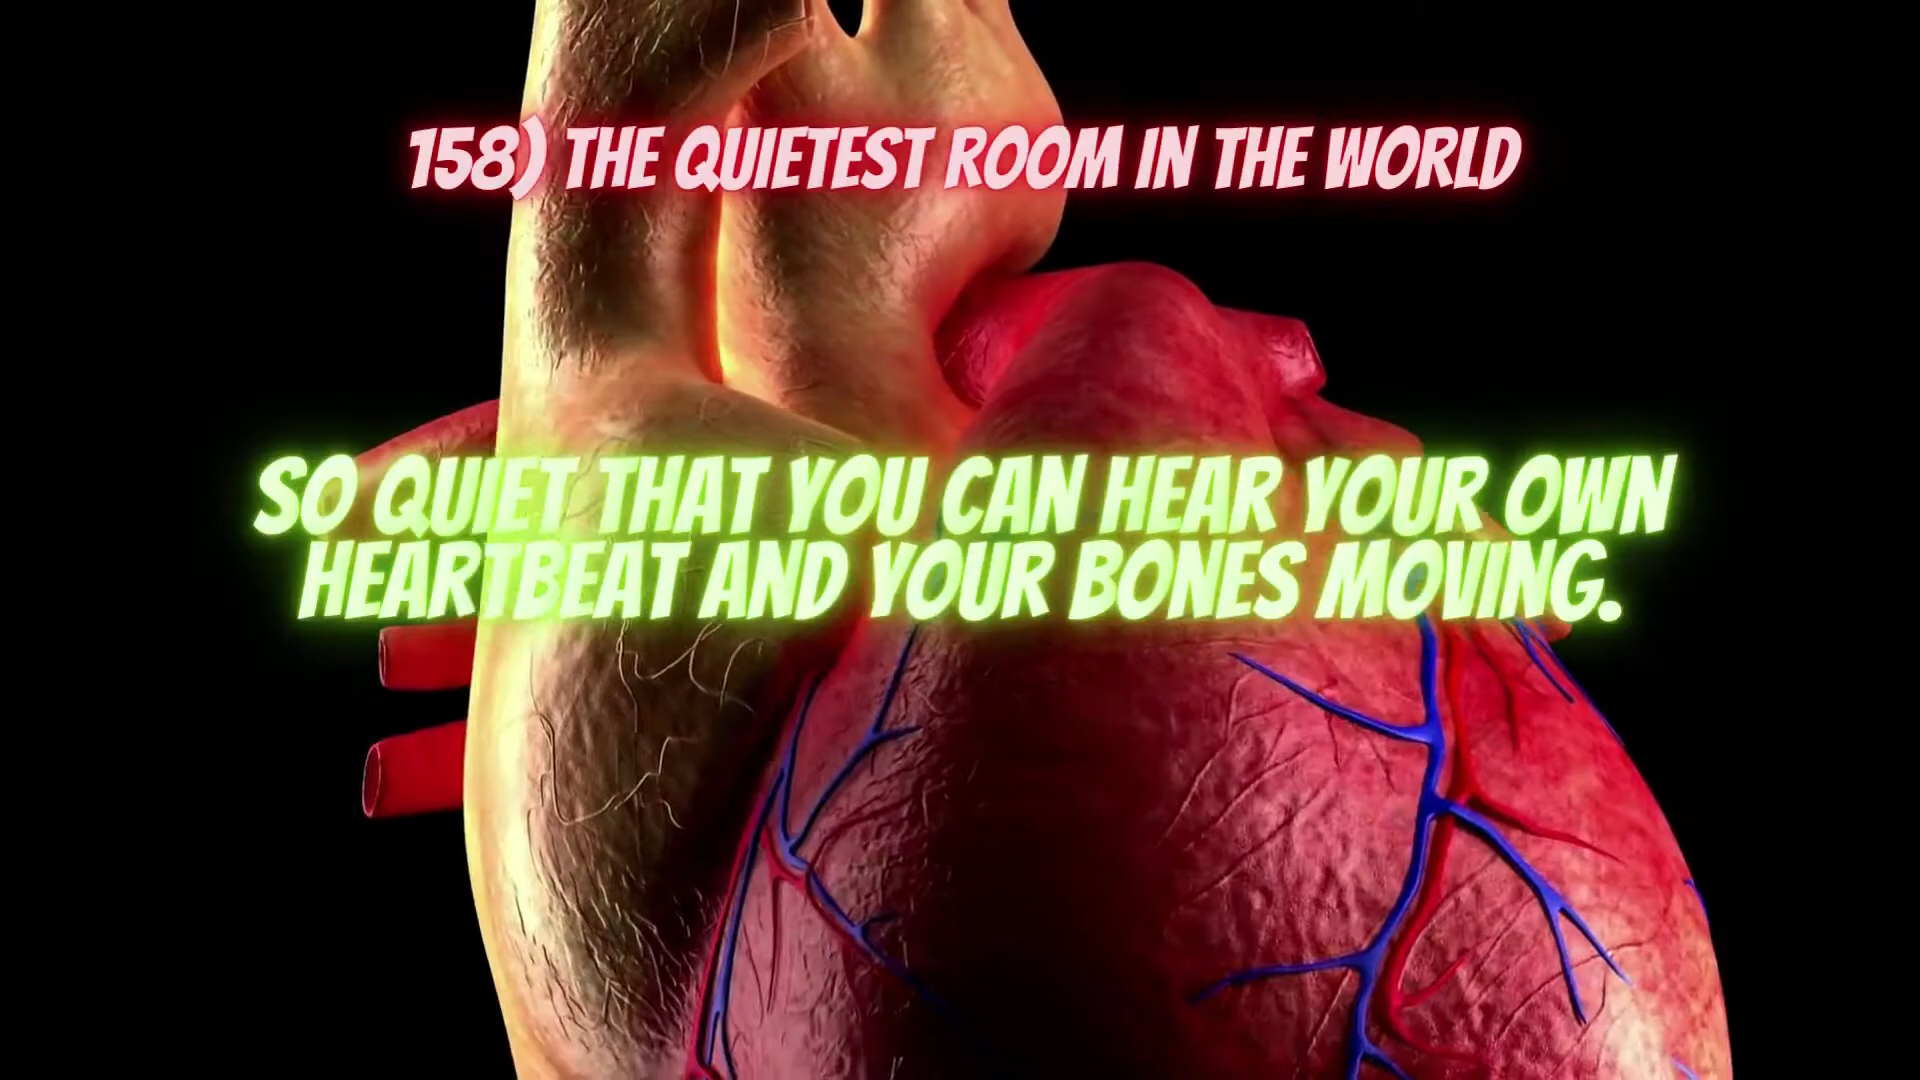 158) THE QUIETEST ROOM IN THE WORLD
SO QUIET THAT YOU CAN HEAR YOUR OWN
HEARTBEAT AND YOUR BONES MOVING.